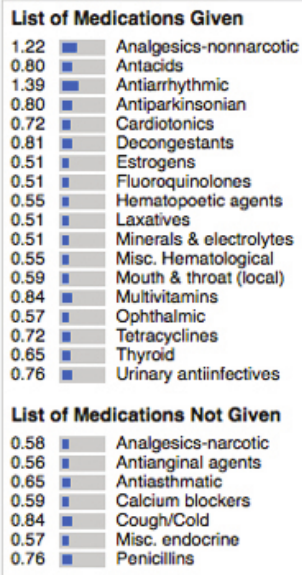 List of Medications Given
1.22 Analgesics-nonnarcotic
0.80 Antacids
1.39 Antiarrhythmic
0.80 Antiparkinsonian
0.72 Cardiotonics
0.81 Decongestants
0.51 Estrogens
0.51 Fluoroquinolones
0.55 Hematopoetic agents
0.51 Laxatives
0.51 Minerals & electrolytes
0.55 Misc. Hematological
0.59 Mouth & throat (local)
0.84 Multivitamins
0.57 Ophthalmic
0.72 Tetracyclines
0.65 Thyroid
0.76 Urinary antiinfectives
List of Medications Not Given
0.58 Analgesics-narcotic
0.56 Antianginal agents
0.65 Antiasthmatic
0.59 Calcium blockers
0.84 Cough/Cold
0.57 Misc. endocrine
0.76 Penicillins